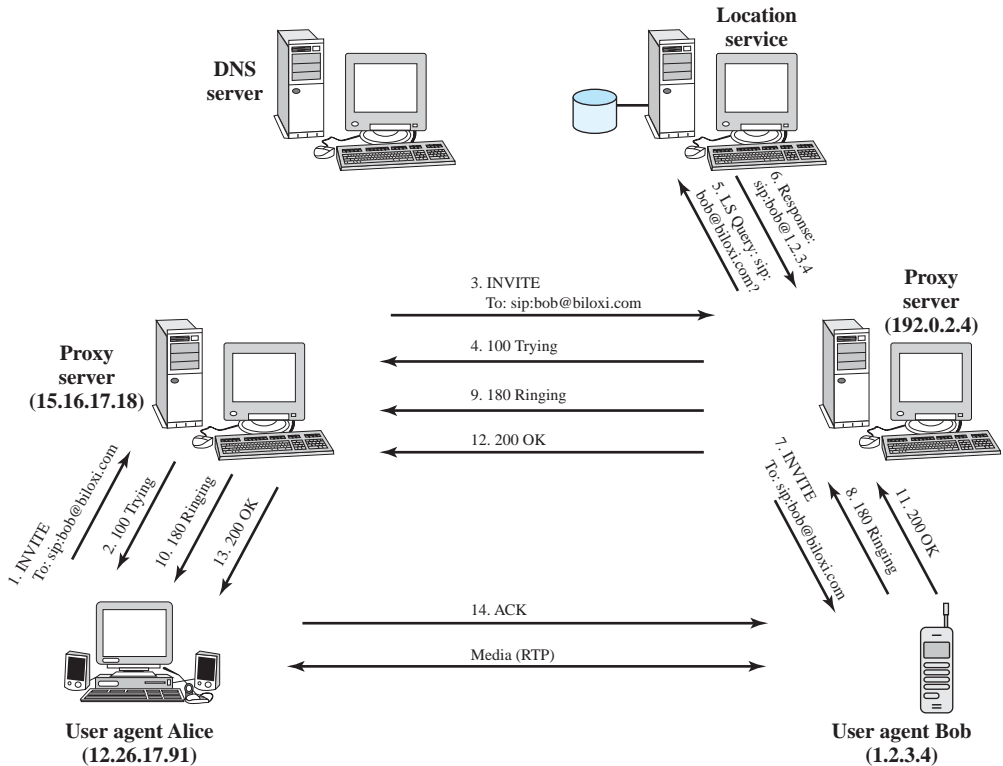 Location
service
DNS
server
5. LS Query: sip:
bob@biloxi.com?
6. Response:
sip:bob@1.2.3.4
3. INVITE
To: sip:bob@biloxi.com
Proxy
server
(192.0.2.4)
4. 100 Trying
Proxy
server
(15.16.17.18)
9. 180 Ringing
12. 200 OK
1. INVITE
To: sip:bob@biloxi.com
2. 100 Trying
10. 180 Ringing
13. 200 OK
7. INVITE
To: sip:bob@biloxi.com
8. 180 Ringing
11. 200 OK
14. ACK
Media (RTP)
User agent Alice
(12.26.17.91)
User agent Bob
(1.2.3.4)